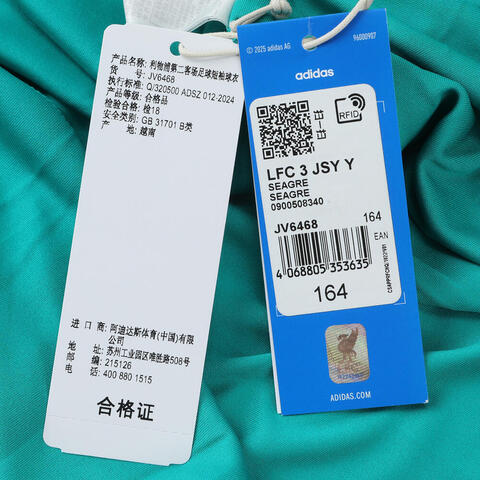 产品名称: 利物浦第二客场足球短袖球衣
货 号: JV6468
执行标准: Q/320500 ADSZ 012-2024
产品等级: 合格品
检验合格: 检18
安全类别: GB 31701 B类
产 地: 越南
进 口 商: 阿迪达斯体育(中国)有限公司
地址: 苏州工业园区唯胜路508号
邮编: 215126
电话: 400 880 1515
合格证
© 2025 adidas AG
96000907
adidas
RFID
LFC 3 JSY Y
SEAGRE
SEAGRE
0900508340
JV6468
164
EAN
4 068805 353635
164
ADIDAS.COM